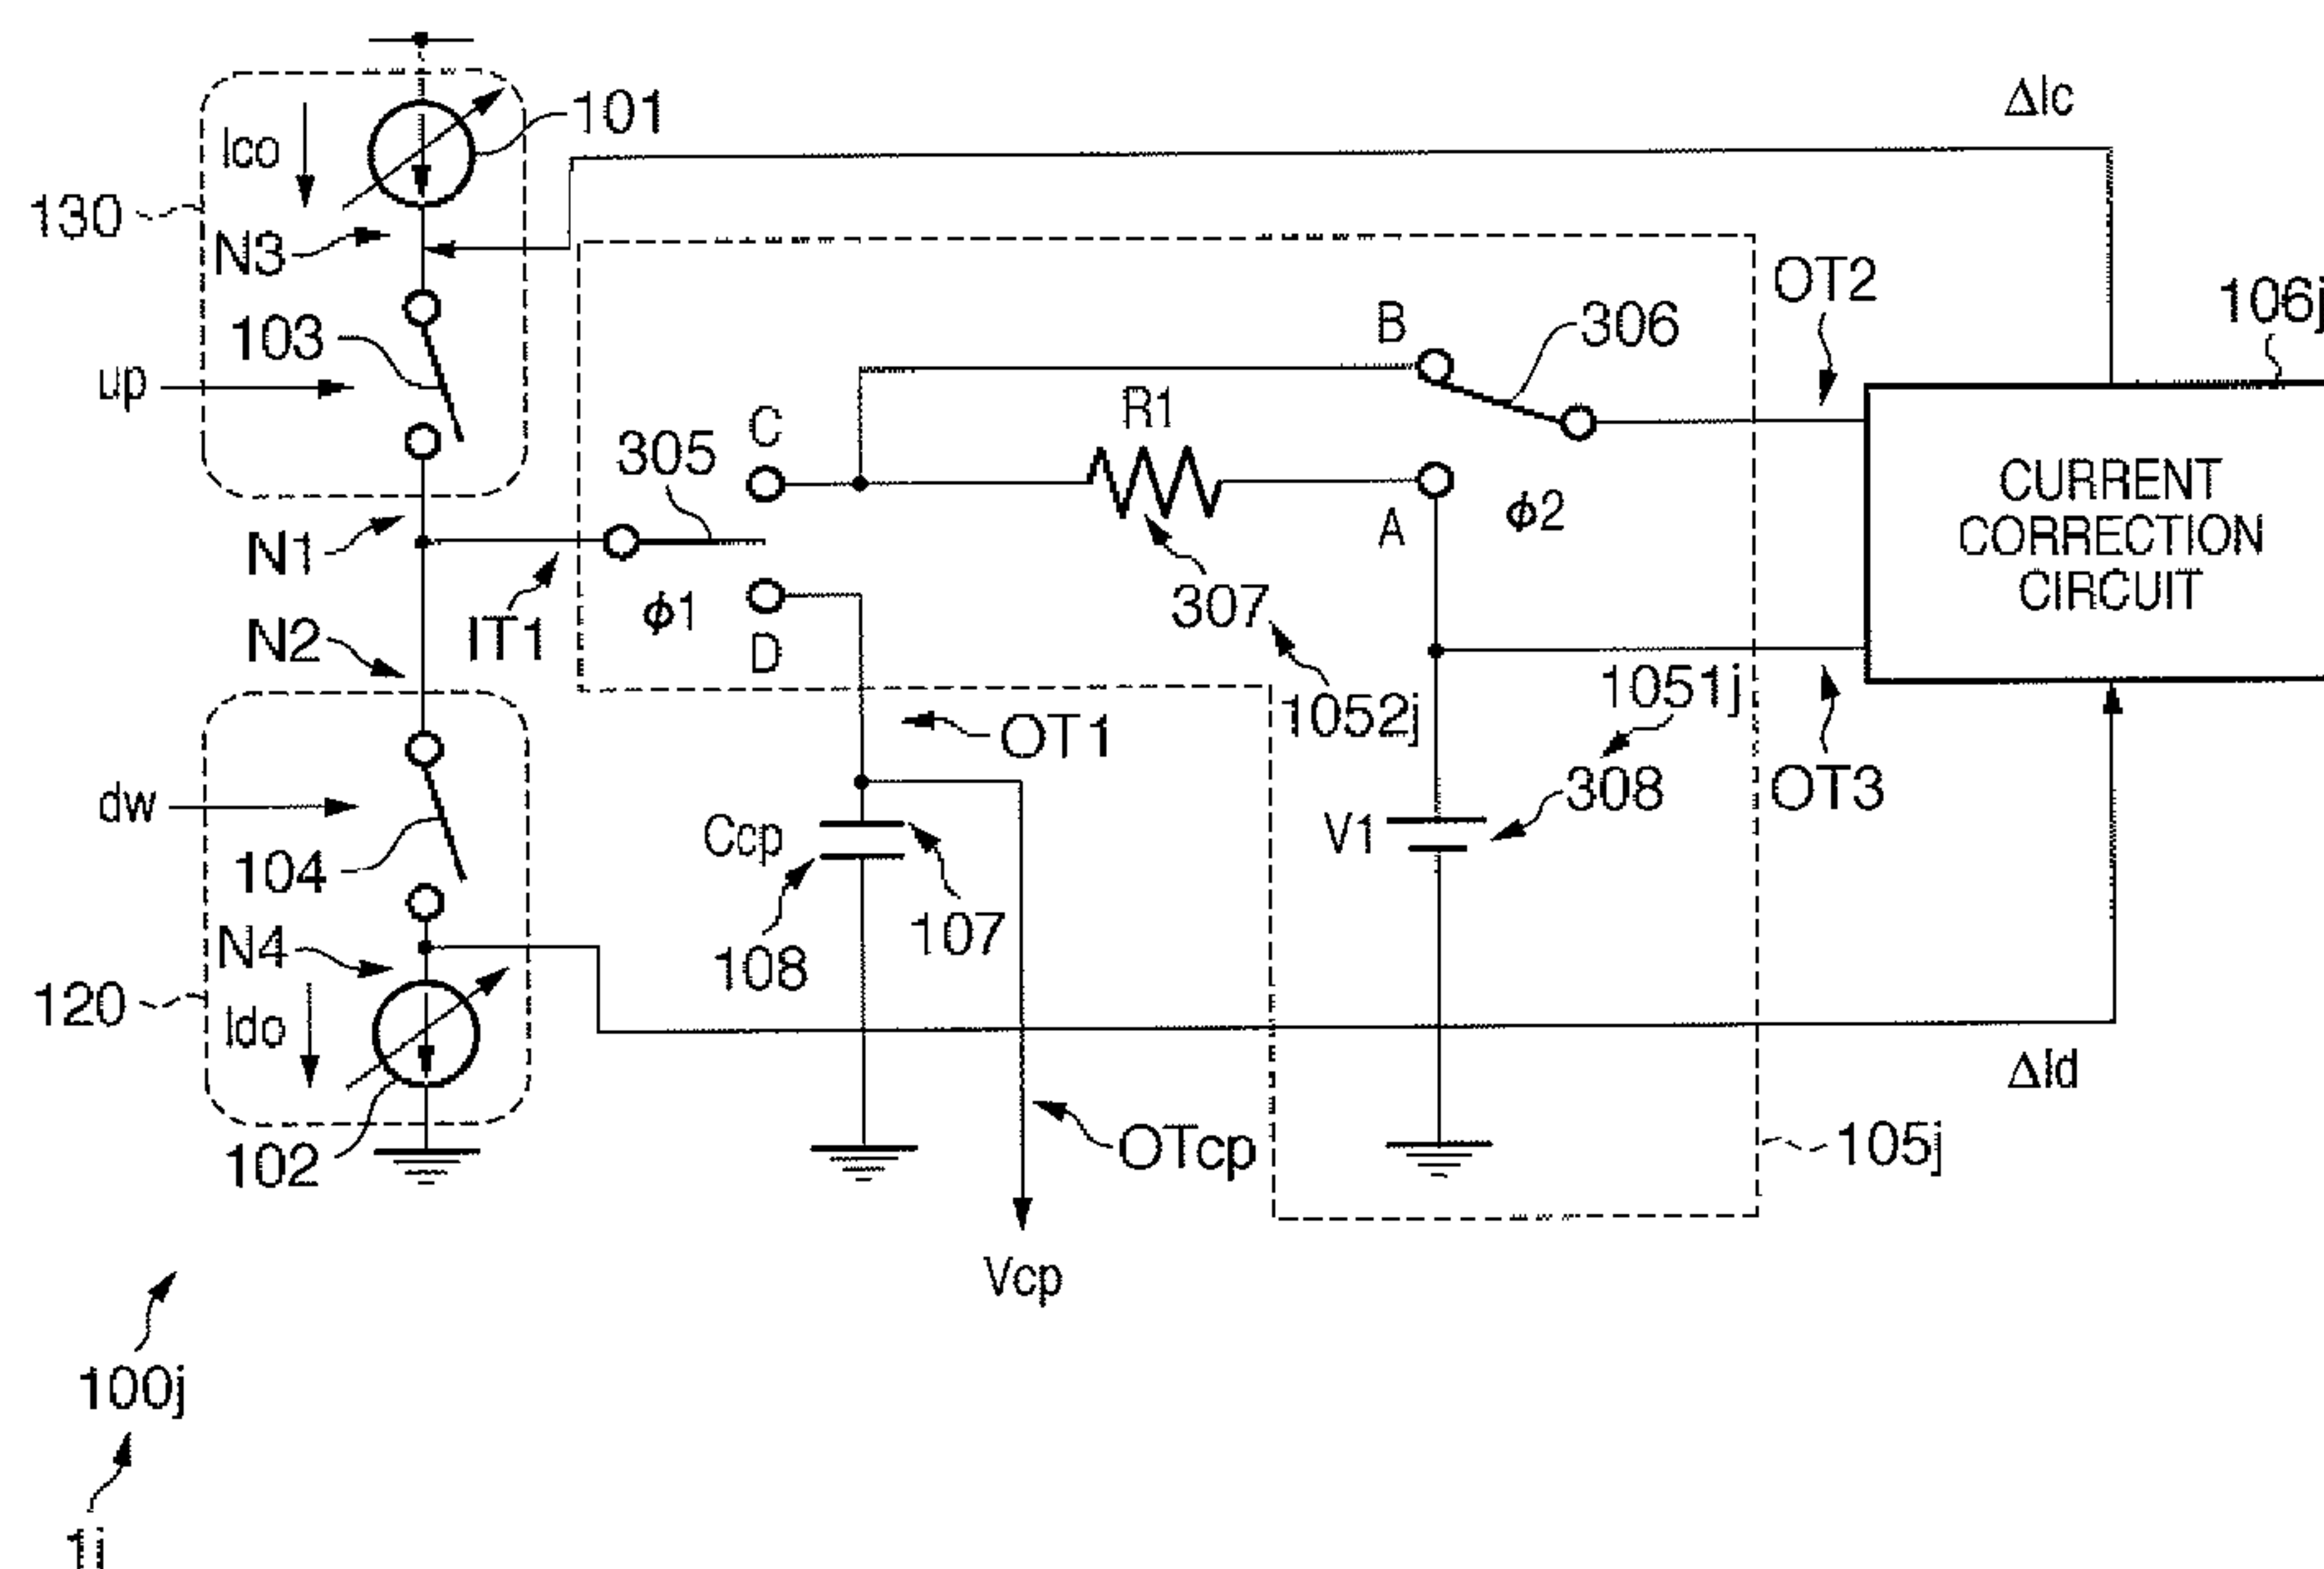 ΔIc
101
Ico
130
N3
OT2
106j
B
306
103
up
R1
C
305
CURRENT
CORRECTION
CIRCUIT
ϕ2
A
N1
307
IT1
ϕ1
N2
D
1051j
1052j
OT1
OT3
308
dw
Ccp
V1
104
107
N4
108
120
Ido
ΔId
102
OTcp
105j
Vcp
100j